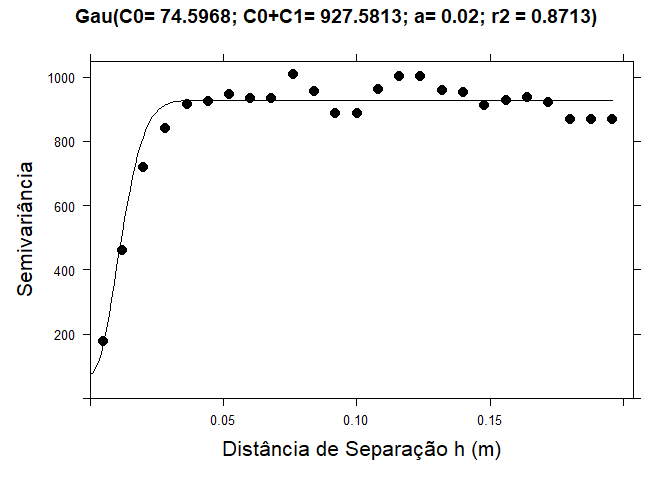 Gau(C0= 74.5968; C0+C1= 927.5813; a= 0.02; r2 = 0.8713)
1000
800
600
400
200
Semivariância
0.05 0.10 0.15
Distância de Separação h (m)